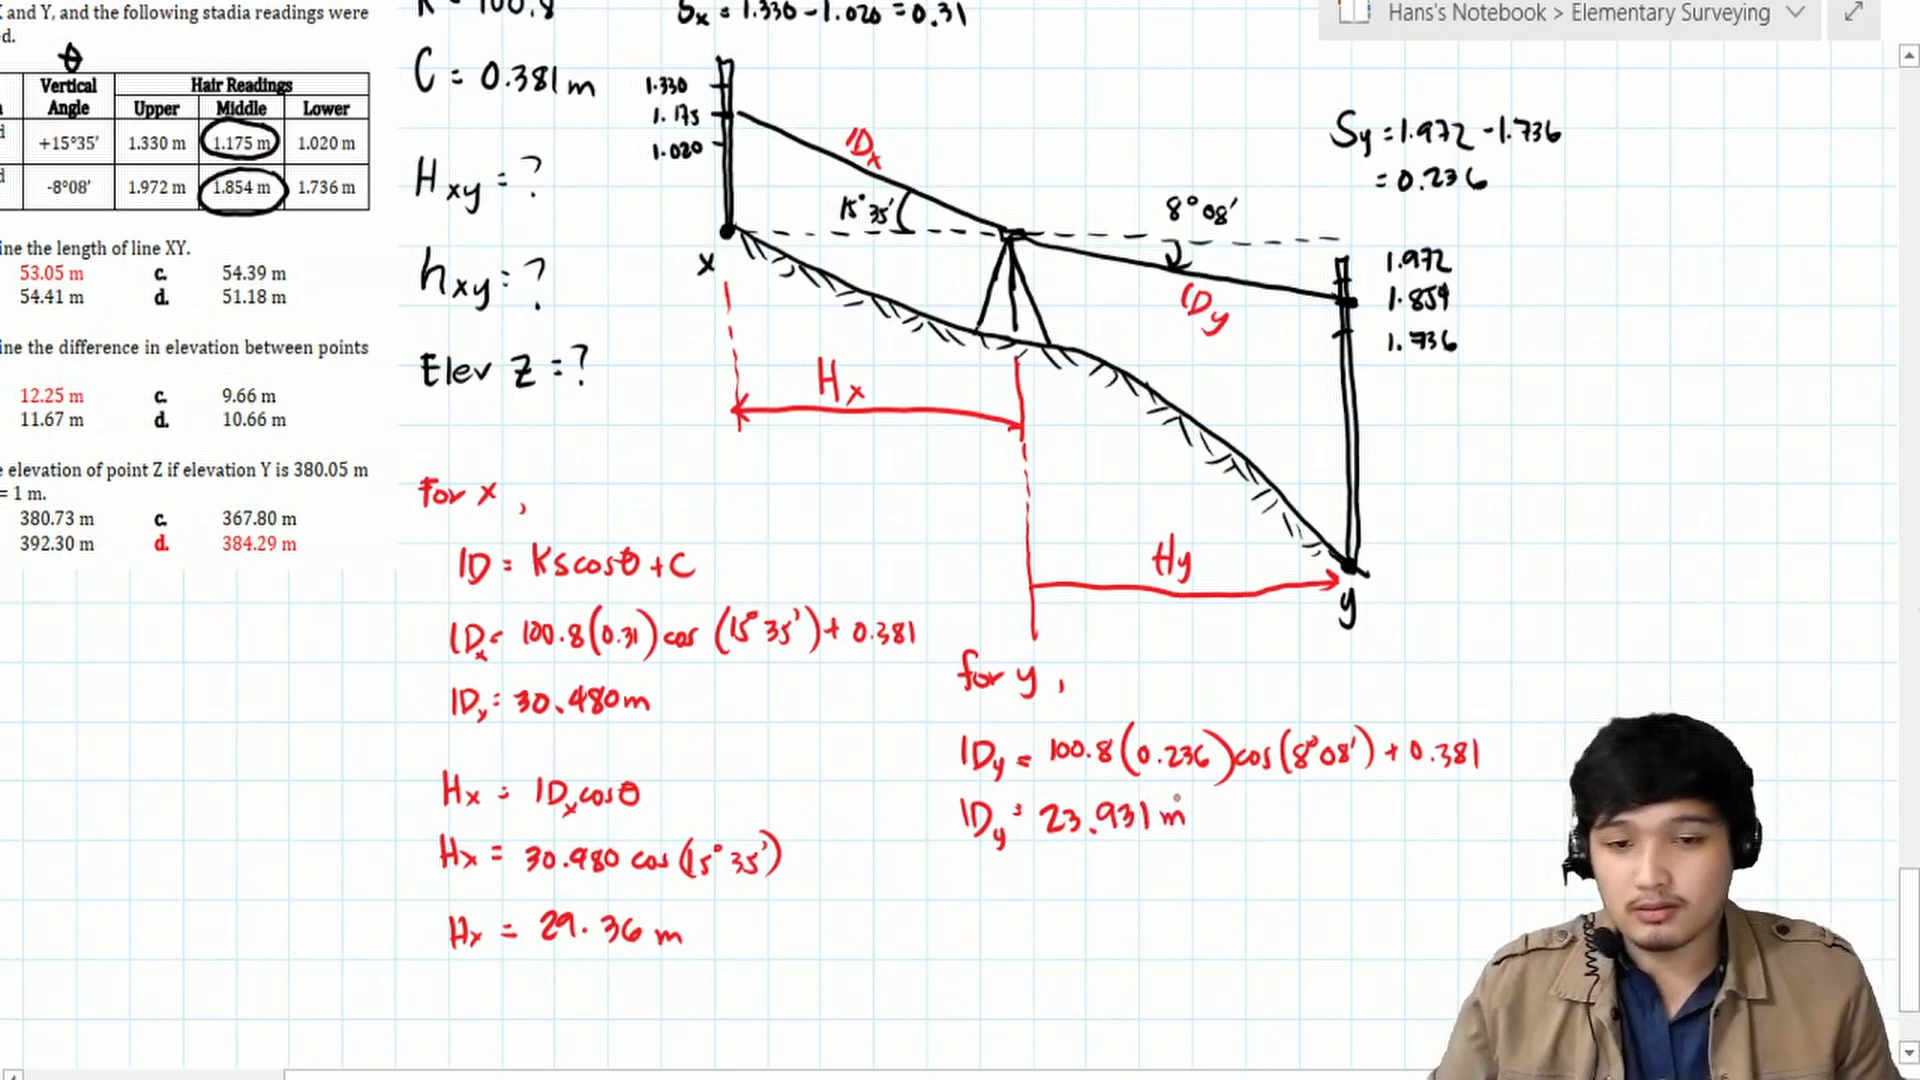 K and Y, and the following stadia readings were
d.
θ
Vertical Angle
Hair Readings
Upper Middle Lower
+15°35' 1.330 m 1.175 m 1.020 m
-8°08' 1.972 m 1.854 m 1.736 m
ine the length of line XY.
53.05 m c. 54.39 m
54.41 m d. 51.18 m
ine the difference in elevation between points
12.25 m c. 9.66 m
11.67 m d. 10.66 m
e elevation of point Z if elevation Y is 380.05 m
= 1 m.
380.73 m c. 367.80 m
392.30 m d. 384.29 m
K = 100.8
C = 0.381 m
Hxy = ?
hxy = ?
Elev Z = ?
Sx = 1.330 - 1.020 = 0.31
1.330
1.175
1.020
IDx
15° 35'
x
8° 08'
IDy
Sy = 1.972 - 1.736
= 0.236
1.972
1.854
1.736
Hx
Hy
y
For x,
ID = KScosθ + C
IDx = 100.8(0.31) cos (15° 35') + 0.381
IDx = 30.480 m
Hx = IDx cosθ
Hx = 30.480 cos (15° 35')
Hx = 29.36 m
for y,
IDy = 100.8(0.236)cos(8°08') + 0.381
IDy = 23.931 m
Hans's Notebook > Elementary Surveying